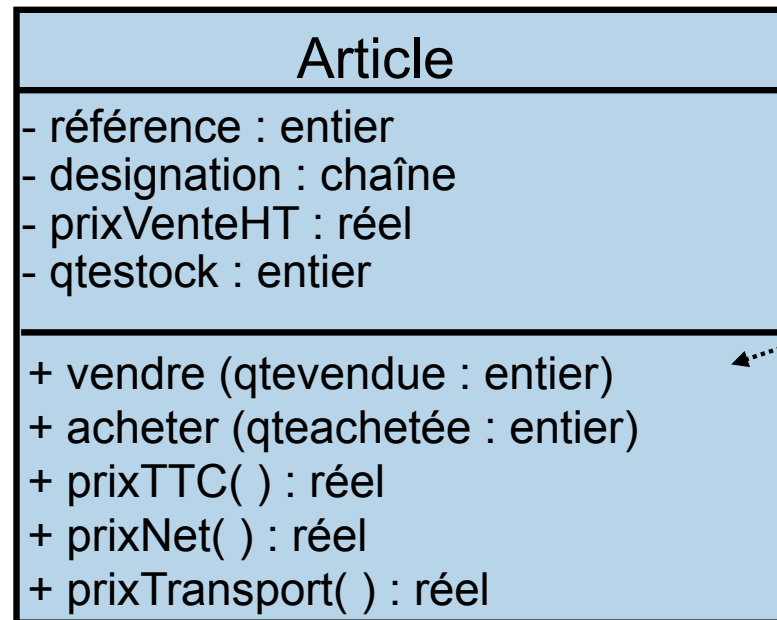 Article
- référence : entier
- designation : chaîne
- prixVenteHT : réel
- qtestock : entier
+ vendre (qtevendue : entier)
+ acheter (qteachetée : entier)
+ prixTTC( ) : réel
+ prixNet( ) : réel
+ prixTransport( ) : réel